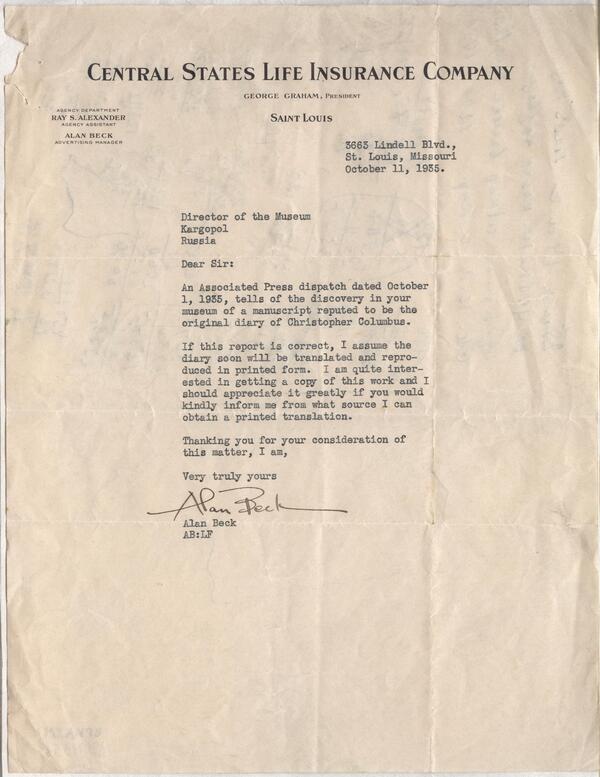 CENTRAL STATES LIFE INSURANCE COMPANY
GEORGE GRAHAM, PRESIDENT
SAINT LOUIS
AGENCY DEPARTMENT
RAY S. ALEXANDER
AGENCY ASSISTANT
ALAN BECK
ADVERTISING MANAGER
3663 Lindell Blvd.,
St. Louis, Missouri
October 11, 1935.
Director of the Museum
Kargopol
Russia
Dear Sir:
An Associated Press dispatch dated October
1, 1935, tells of the discovery in your
museum of a manuscript reputed to be the
original diary of Christopher Columbus.
If this report is correct, I assume the
diary soon will be translated and repro-
duced in printed form.  I am quite inter-
ested in getting a copy of this work and I
should appreciate it greatly if you would
kindly inform me from what source I can
obtain a printed translation.
Thanking you for your consideration of
this matter, I am,
Very truly yours
Alan Beck
Alan Beck
AB:LF